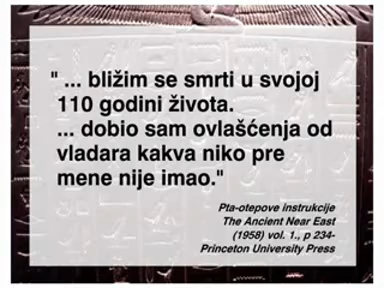 " ... bližim se smrti u svojoj
110 godini života.
... dobio sam ovlašćenja od
vladara kakva niko pre
mene nije imao."
Pta-otepove instrukcije
The Ancient Near East
(1958) vol. 1., p 234-
Princeton University Press